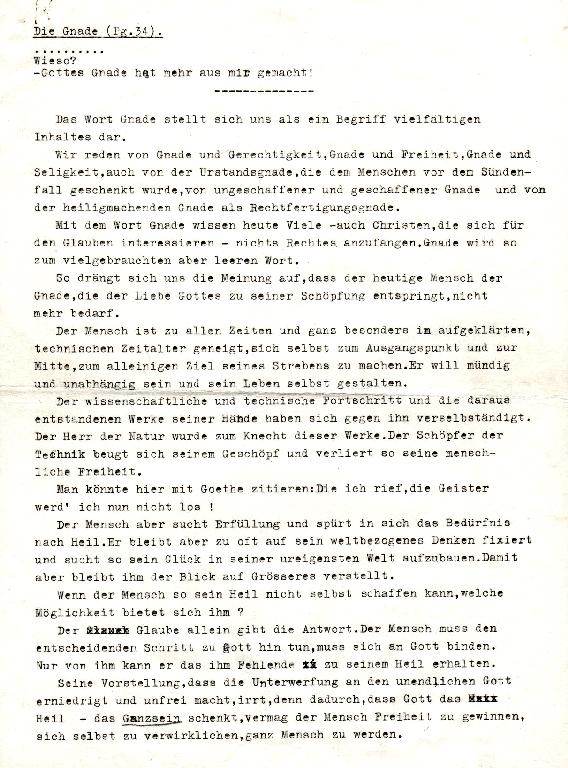 Die Gnade (Pg.34).
..........
Wieso?
-Gottes Gnade hat mehr aus mir gemacht!
--------------
Das Wort Gnade stellt sich uns als ein Begriff vielfältigen
Inhaltes dar.
Wir reden von Gnade und Gerechtigkeit,Gnade und Freiheit,Gnade und
Seligkeit,auch von der Urstandsgnade,die dem Menschen vor dem Sünden-
fall geschenkt wurde,von ungeschaffener und geschaffener Gnade und von
der heiligmachenden Gnade als Rechtfertigungsgnade.
Mit dem Wort Gnade wissen heute Viele -auch Christen,die sich für
den Glauben interessieren - nichts Rechtes anzufangen.Gnade wird so
zum vielgebrauchten aber leeren Wort.
So drängt sich uns die Meinung auf,dass der heutige Mensch der
Gnade,die der Liebe Gottes zu seiner Schöpfung entspringt,nicht
mehr bedarf.
Der Mensch ist zu allen Zeiten und ganz besonders im aufgeklärten,
technischen Zeitalter geneigt,sich selbst zum Ausgangspunkt und zur
Mitte,zum alleinigen Ziel seines Strebens zu machen.Er will mündig
und unabhängig sein und sein Leben selbst gestalten.
Der wissenschaftliche und technische Fortschritt und die daraus
entstandenen Werke seiner Hände haben sich gegen ihn verselbständigt.
Der Herr der Natur wurde zum Knecht dieser Werke.Der Schöpfer der
Technik beugt sich seinem Geschöpf und verliert so seine mensch-
liche Freiheit.
Man könnte hier mit Goethe zitieren:Die ich rief,die Geister
werd' ich nun nicht los !
Der Mensch aber sucht Erfüllung und spürt in sich das Bedürfnis
nach Heil.Er bleibt aber zu oft auf sein weltbezogenes Denken fixiert
und sucht so sein Glück in seiner ureigensten Welt aufzubauen.Damit
aber bleibt ihm der Blick auf Grösseres verstellt.
Wenn der Mensch so sein Heil nicht selbst schaffen kann,welche
Möglichkeit bietet sich ihm ?
Der Glaube allein gibt die Antwort.Der Mensch muss den
entscheidenden Schritt zu Gott hin tun,muss sich an Gott binden.
Nur von ihm kann er das ihm Fehlende zu seinem Heil erhalten.
Seine Vorstellung,dass die Unterwerfung an den unendlichen Gott
erniedrigt und unfrei macht,irrt,denn dadurch,dass Gott das
Heil - das Ganzsein schenkt,vermag der Mensch Freiheit zu gewinnen,
sich selbst zu verwirklichen,ganz Mensch zu werden.